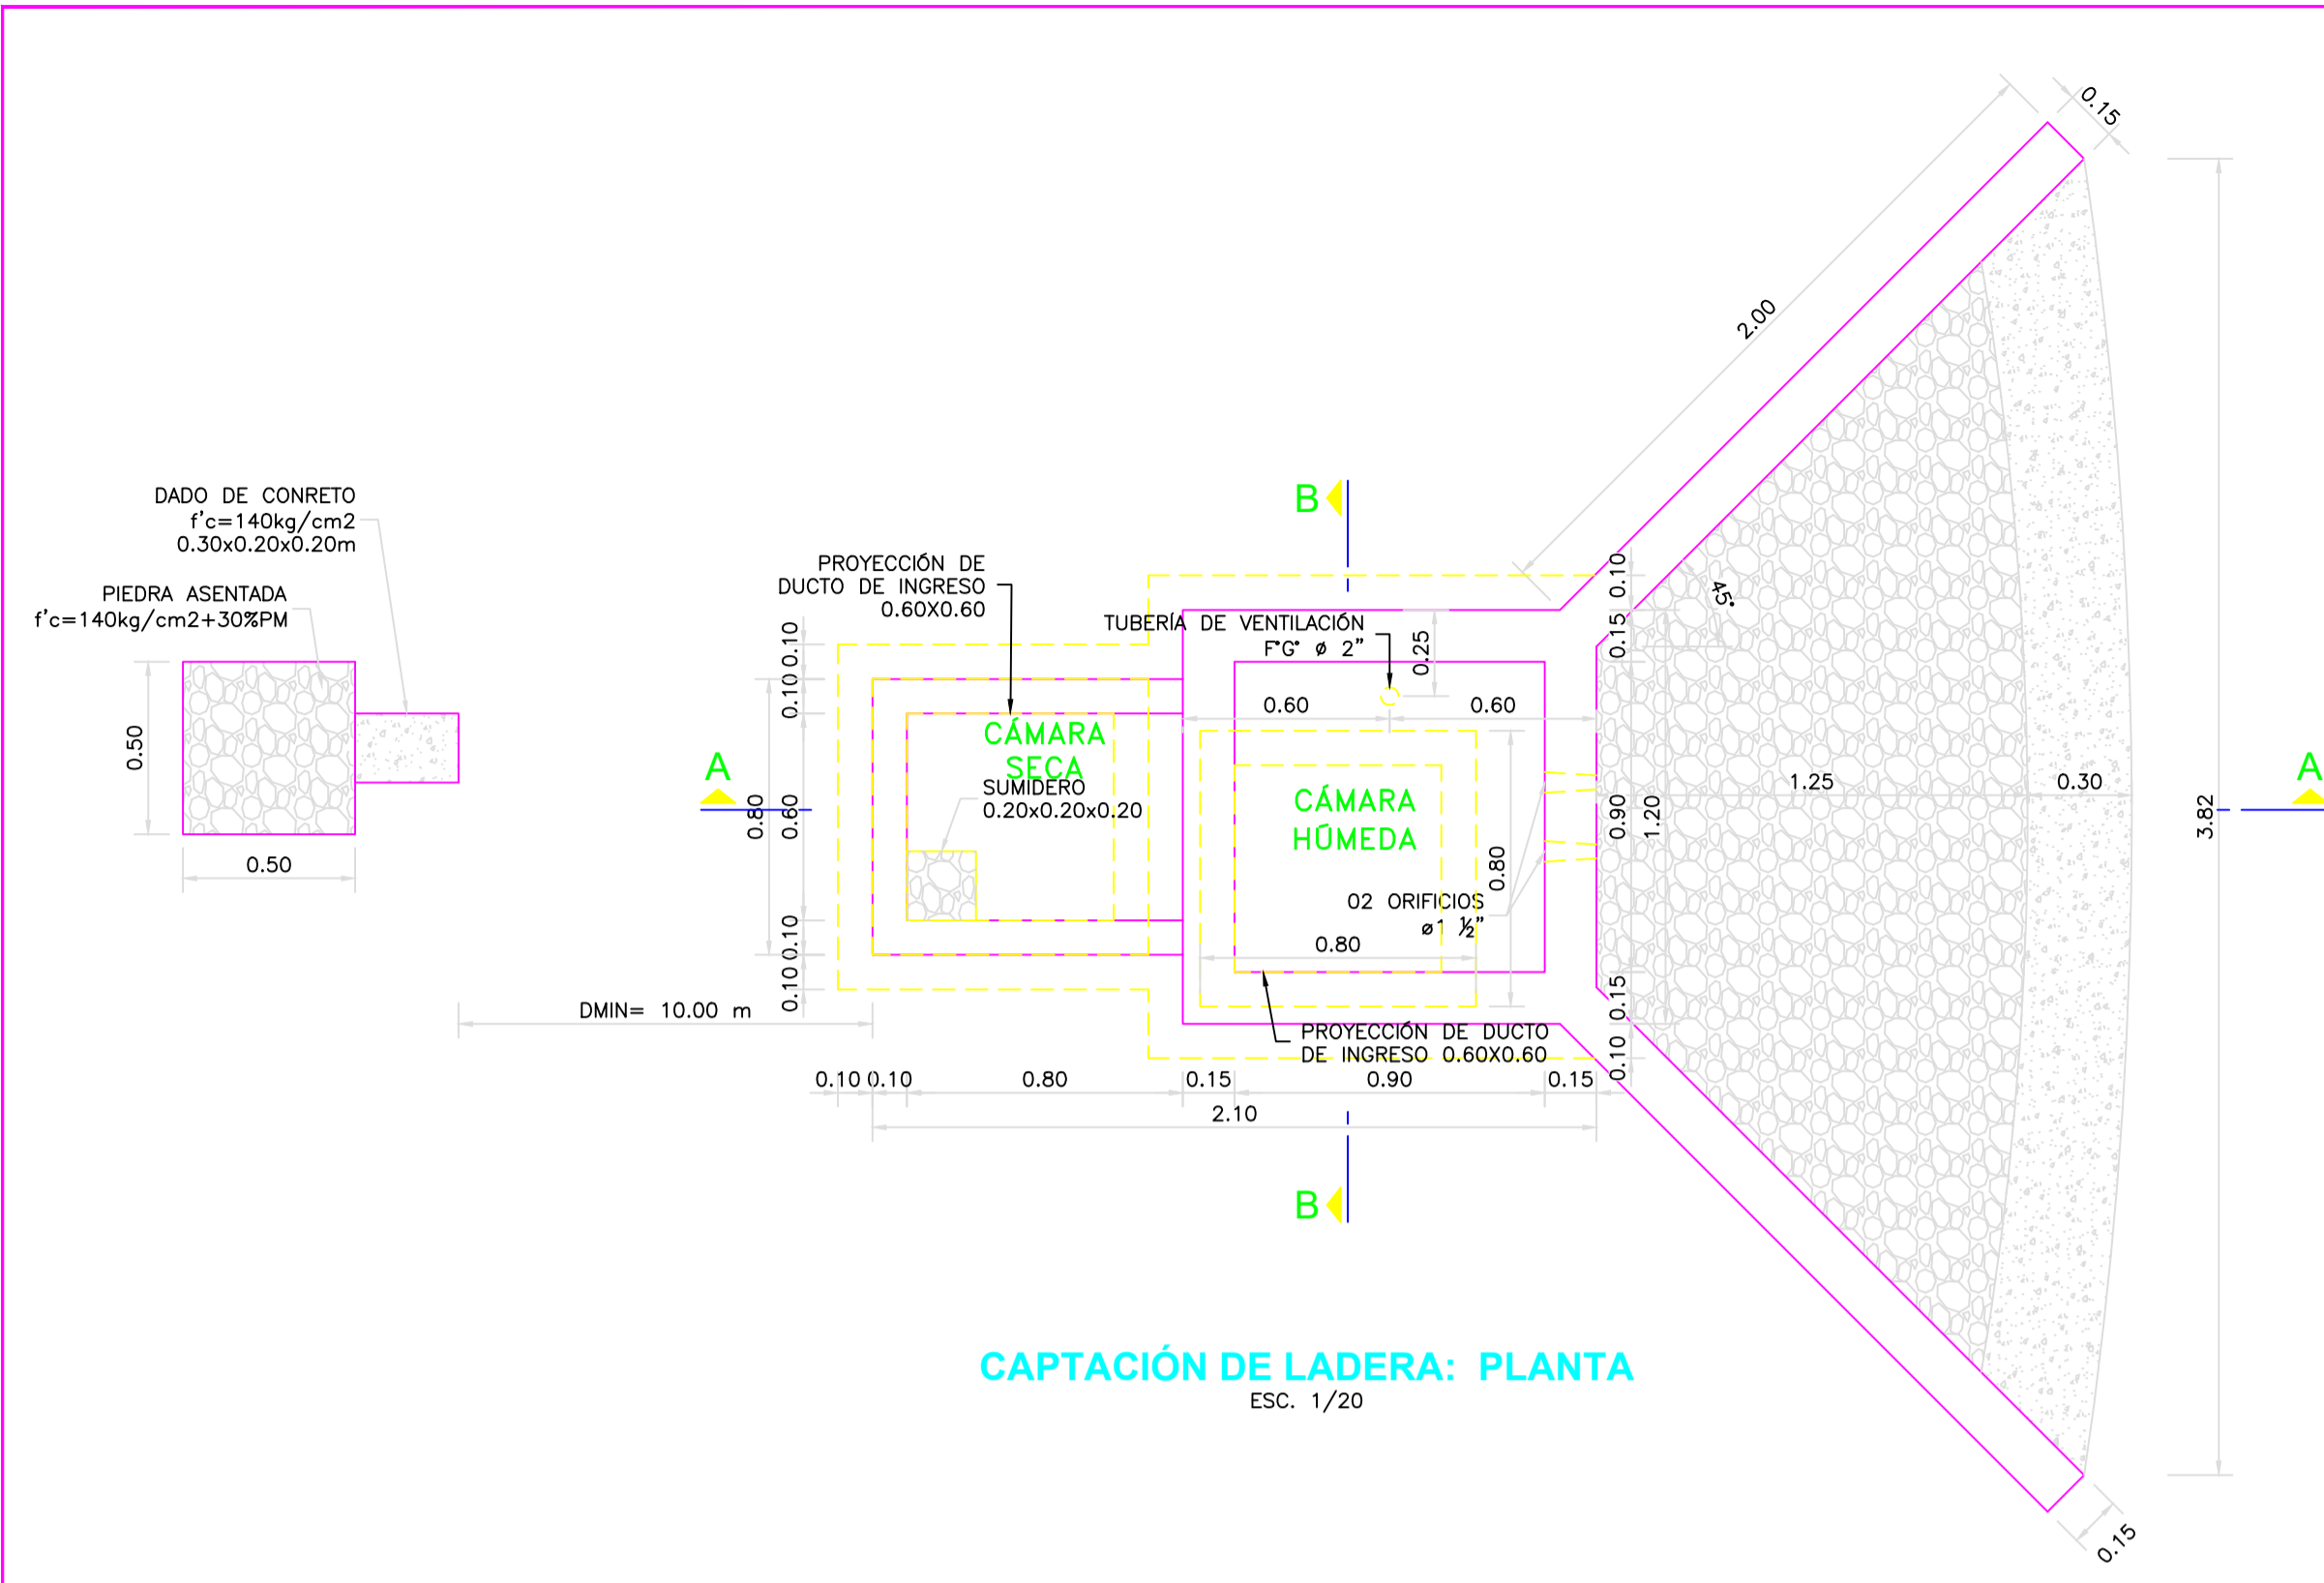 0.15
2.00
DADO DE CONRETO
f'c=140kg/cm2
0.30x0.20x0.20m
PIEDRA ASENTADA
f'c=140kg/cm2+30%PM
0.50
0.50
DMIN= 10.00 m
PROYECCIÓN DE
DUCTO DE INGRESO
0.60X0.60
B
TUBERÍA DE VENTILACIÓN
F°G° ø 2"
0.25
0.60
0.60
0.10
0.10
0.80
0.60
0.10
0.10
A
CÁMARA
SECA
SUMIDERO
0.20x0.20x0.20
CÁMARA
HÚMEDA
0.80
02 ORIFICIOS
ø1 ½"
0.80
PROYECCIÓN DE DUCTO
DE INGRESO 0.60X0.60
0.10
0.15
45°
0.90
1.20
0.15
0.10
1.25
0.30
3.82
A
0.10
0.10
0.80
0.15
0.90
0.15
2.10
B
CAPTACIÓN DE LADERA: PLANTA
ESC. 1/20
0.15